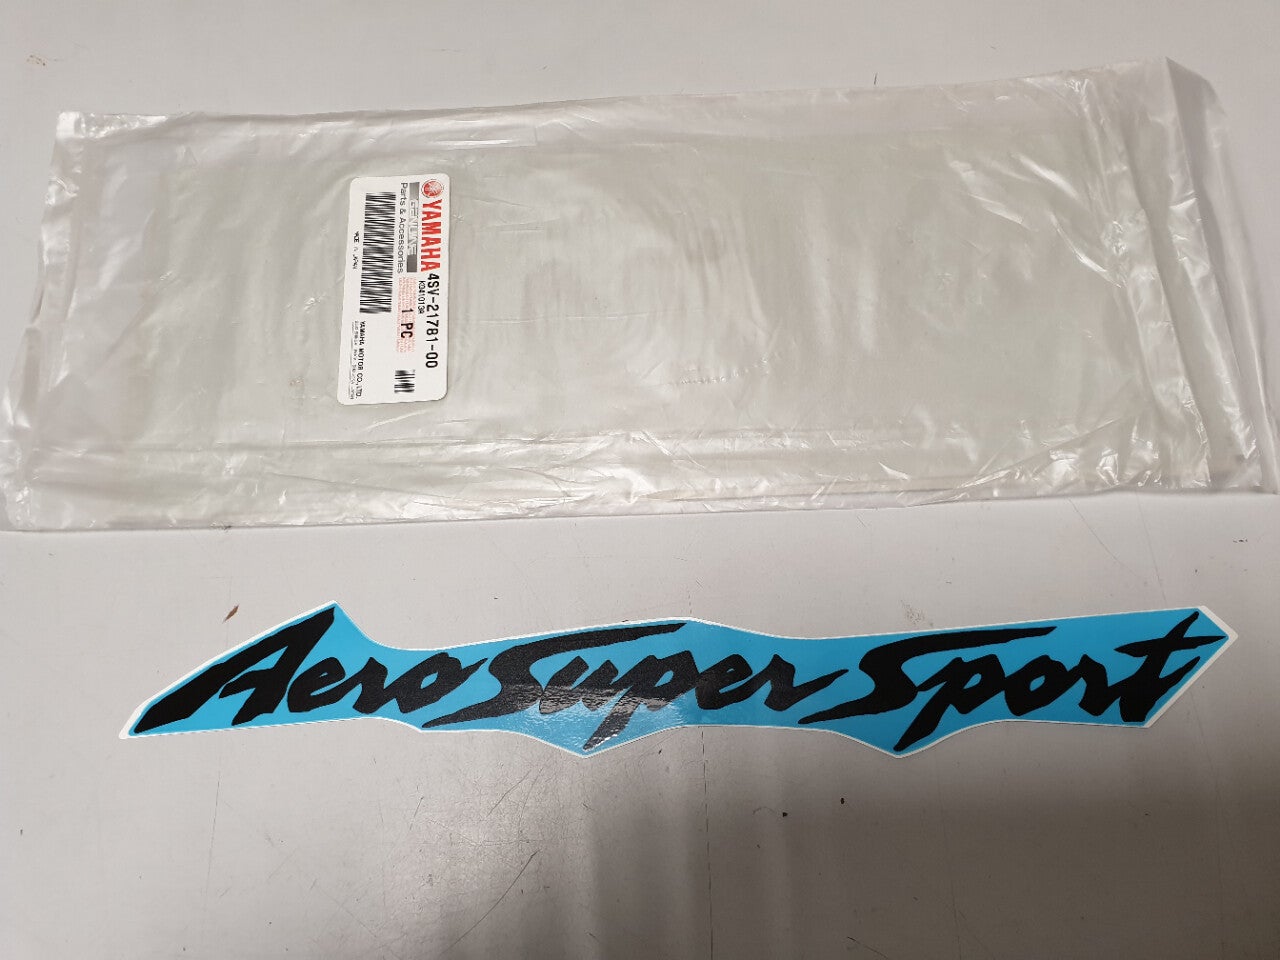 YAMAHA
GENUINE
Parts & Accessories
4SV-21781-00
1 PC
YAMAHA MOTOR CO.,LTD.
Aero Super Sport